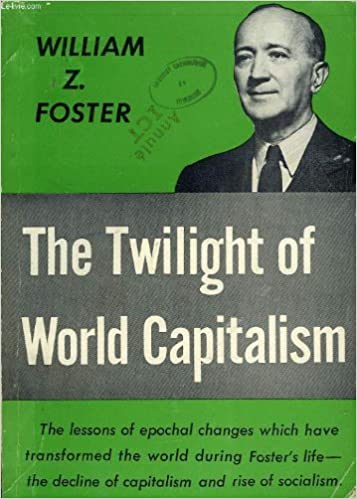 WILLIAM
Z.
FOSTER
Annulé
The Twilight of
World Capitalism
The lessons of epochal changes which have
transformed the world during Foster's life—
the decline of capitalism and rise of socialism.